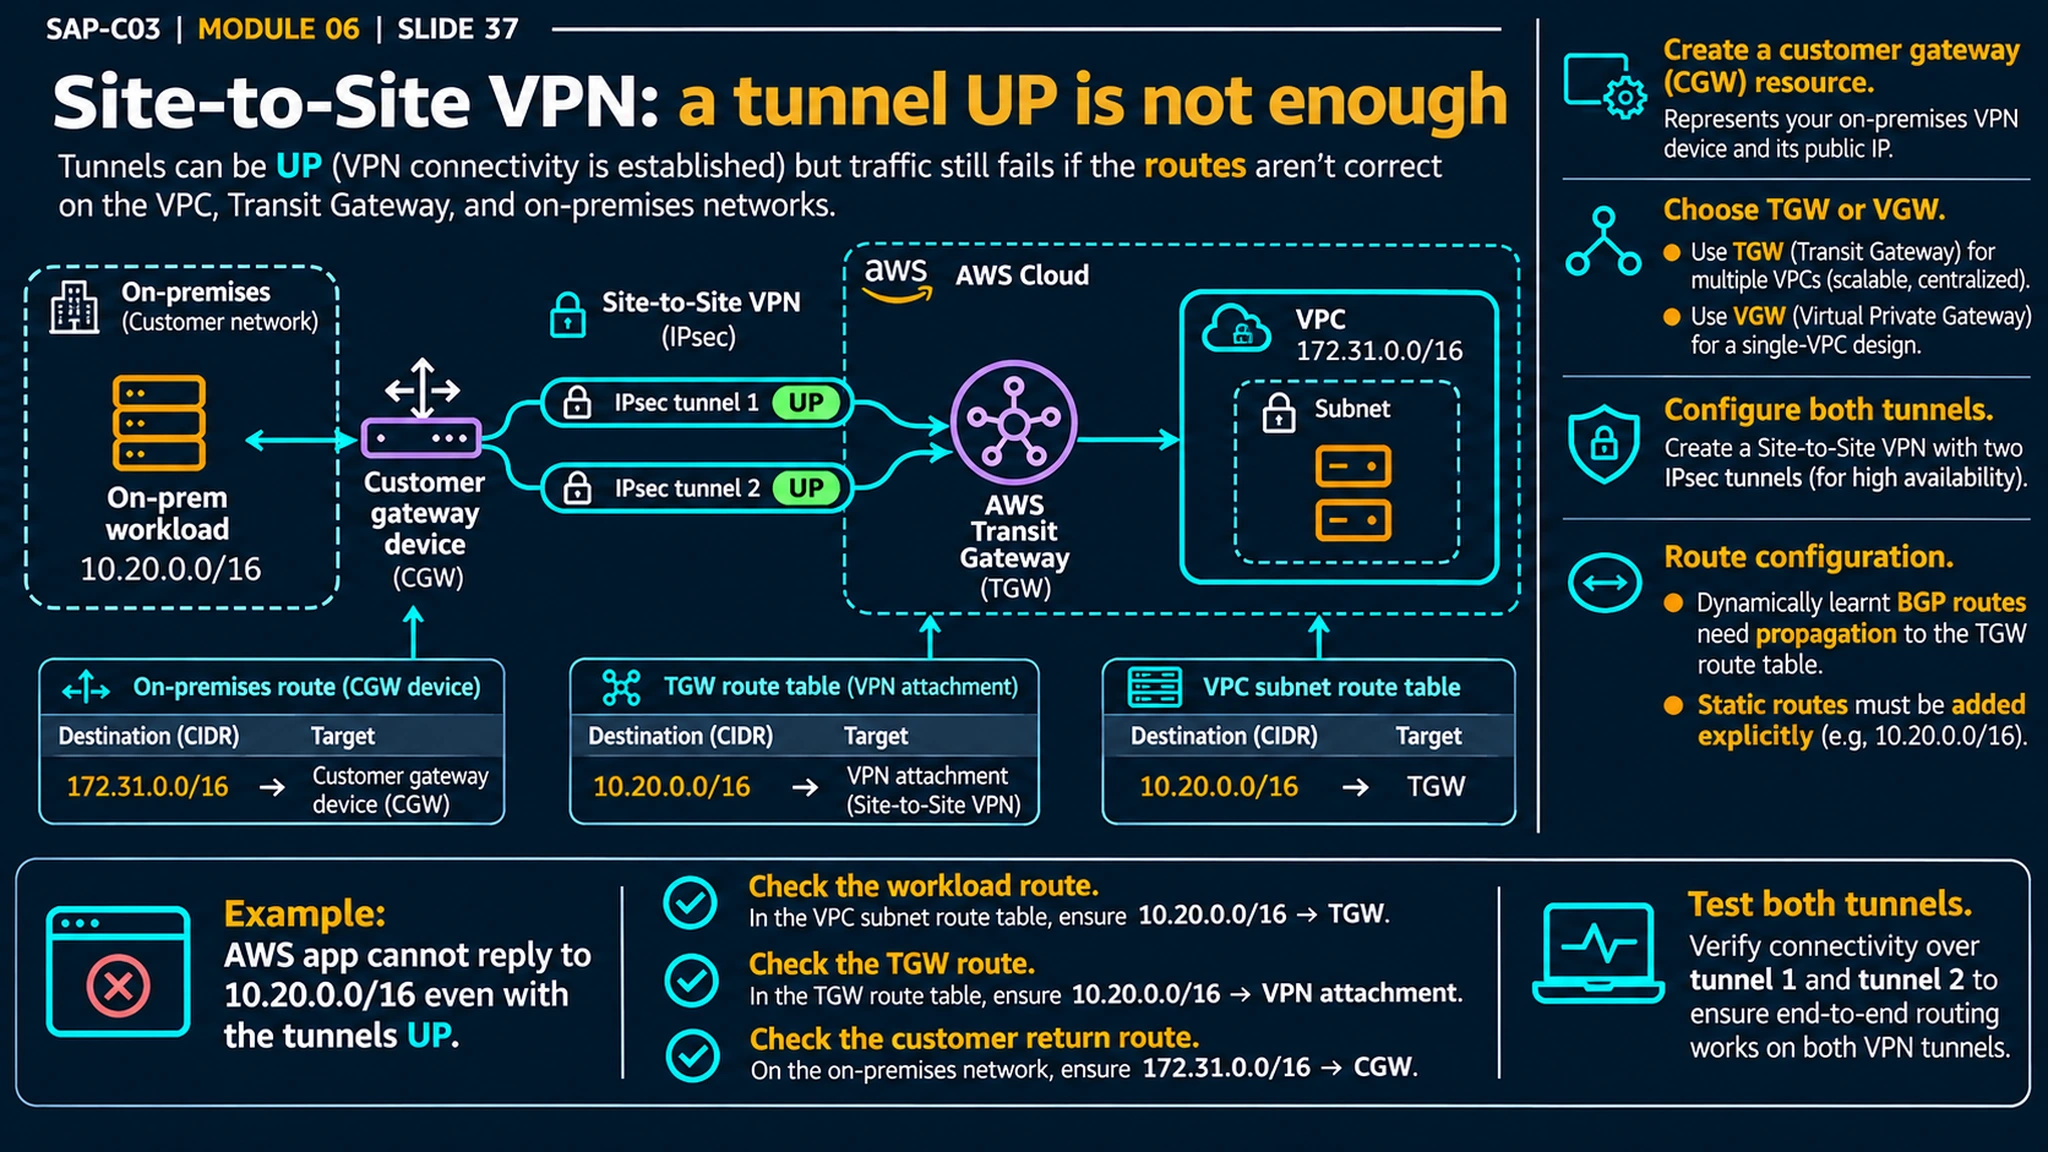 SAP-C03 | MODULE 06 | SLIDE 37
Site-to-Site VPN: a tunnel UP is not enough
Tunnels can be UP (VPN connectivity is established) but traffic still fails if the routes aren't correct
on the VPC, Transit Gateway, and on-premises networks.
On-premises
(Customer network)
On-prem
workload
10.20.0.0/16
Customer
gateway
device
(CGW)
Site-to-Site VPN
(IPsec)
IPsec tunnel 1 UP
IPsec tunnel 2 UP
aws AWS Cloud
AWS
Transit
Gateway
(TGW)
VPC
172.31.0.0/16
Subnet
On-premises route (CGW device)
Destination (CIDR) Target
172.31.0.0/16 → Customer gateway
device (CGW)
TGW route table (VPN attachment)
Destination (CIDR) Target
10.20.0.0/16 → VPN attachment
(Site-to-Site VPN)
VPC subnet route table
Destination (CIDR) Target
10.20.0.0/16 → TGW
Create a customer gateway
(CGW) resource.
Represents your on-premises VPN
device and its public IP.
Choose TGW or VGW.
● Use TGW (Transit Gateway) for
multiple VPCs (scalable, centralized).
● Use VGW (Virtual Private Gateway)
for a single-VPC design.
Configure both tunnels.
Create a Site-to-Site VPN with two
IPsec tunnels (for high availability).
Route configuration.
● Dynamically learnt BGP routes
need propagation to the TGW
route table.
● Static routes must be added
explicitly (e.g, 10.20.0.0/16).
Example:
AWS app cannot reply to
10.20.0.0/16 even with
the tunnels UP.
Check the workload route.
In the VPC subnet route table, ensure 10.20.0.0/16 → TGW.
Check the TGW route.
In the TGW route table, ensure 10.20.0.0/16 → VPN attachment.
Check the customer return route.
On the on-premises network, ensure 172.31.0.0/16 → CGW.
Test both tunnels.
Verify connectivity over
tunnel 1 and tunnel 2 to
ensure end-to-end routing
works on both VPN tunnels.